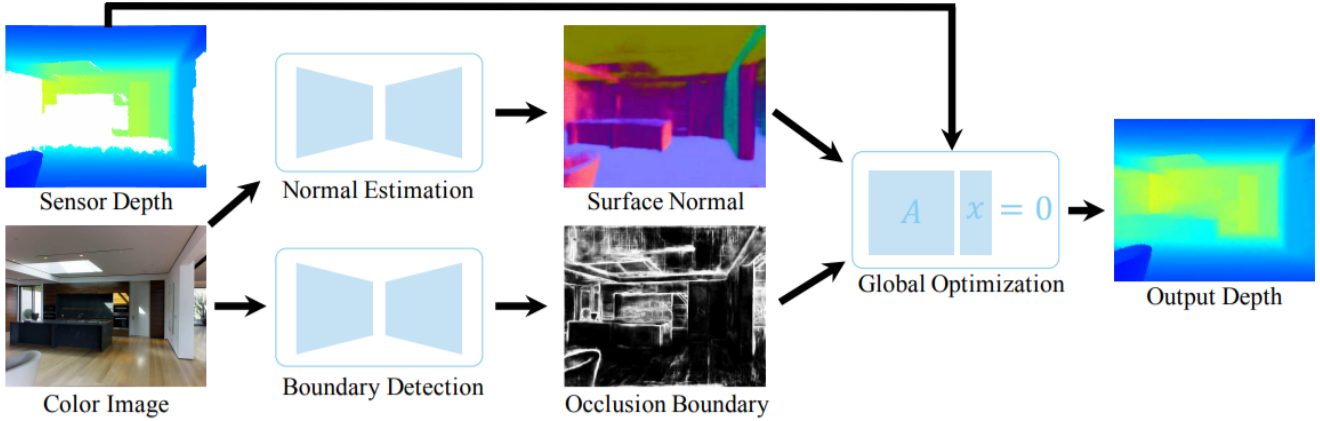 Sensor Depth
Normal Estimation
Surface Normal
A x = 0
Global Optimization
Output Depth
Color Image
Boundary Detection
Occlusion Boundary